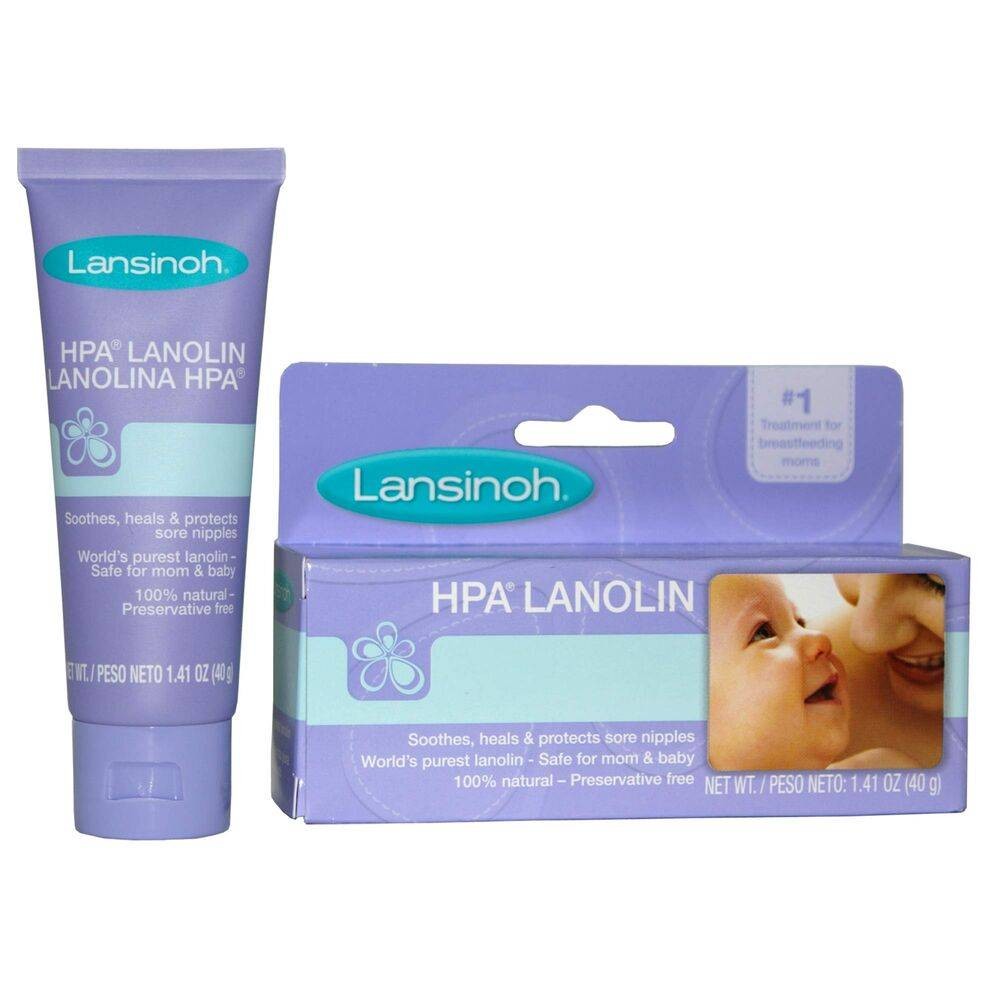 Lansinoh®
HPA® LANOLIN
LANOLINA HPA®
Soothes, heals & protects
sore nipples
World's purest lanolin –
Safe for mom & baby
100% natural –
Preservative free
NET WT. / PESO NETO 1.41 OZ (40 g)
#1
Treatment for
breastfeeding
moms
Lansinoh®
HPA® LANOLIN
Soothes, heals & protects sore nipples
World's purest lanolin - Safe for mom & baby
100% natural – Preservative free
NET WT. / PESO NETO: 1.41 OZ (40 g)
sinoh